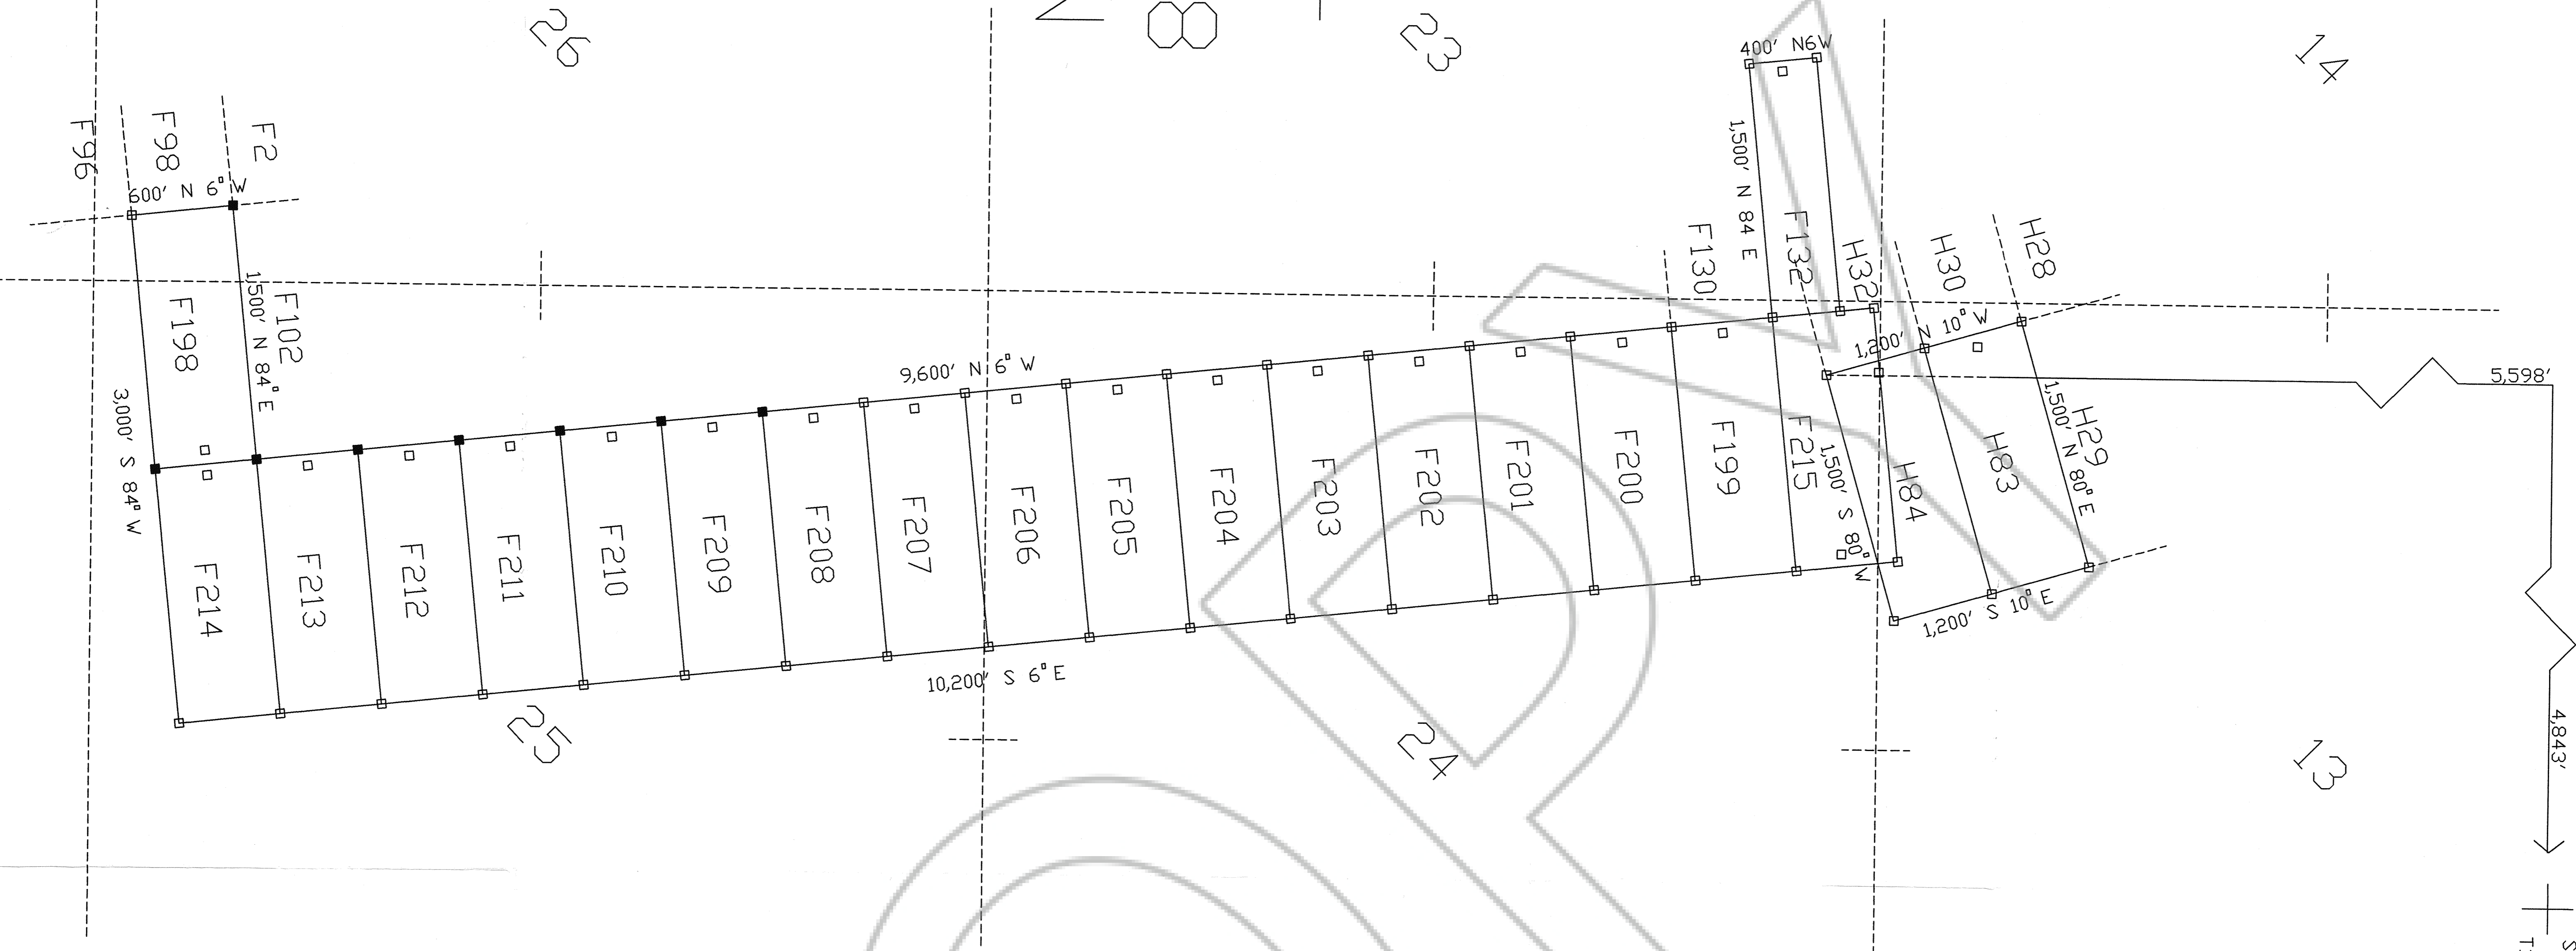 26
8
23
14
400' N6W
F96
F98
F2
600' N 6° W
1,500' N 84 E
F130
F132
H32
H30
H28
F198
1,500' N 84° E
F102
3,000' S 84° W
9,600' N 6° W
1,200' N 10° W
5,598'
F214
F213
F212
F211
F210
F209
F208
F207
F206
F205
F204
F203
F202
F201
F200
F199
F215
1,500' S 80° W
H84
H83
1,500' N 80° E
H29
1,200' S 10° E
10,200' S 6° E
25
24
13
4,843'